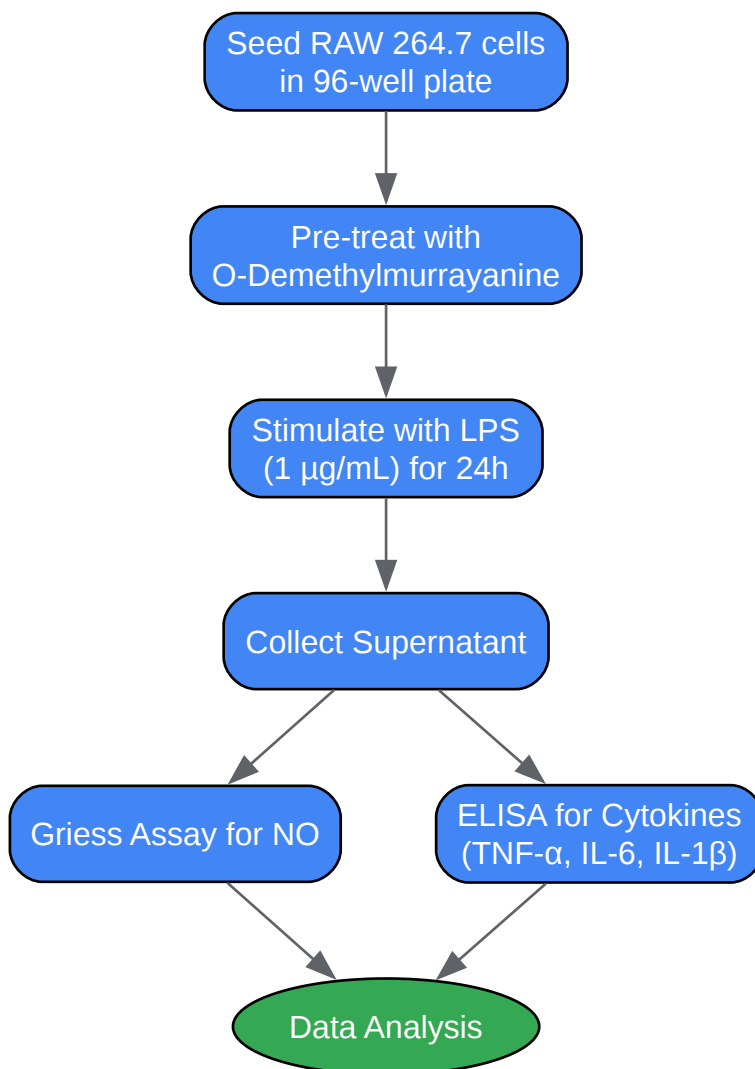 Seed RAW 264.7 cells
in 96-well plate
Pre-treat with
O-Demethylmurrayanine
Stimulate with LPS
(1 µg/mL) for 24h
Collect Supernatant
Griess Assay for NO
ELISA for Cytokines
(TNF-α, IL-6, IL-1β)
Data Analysis